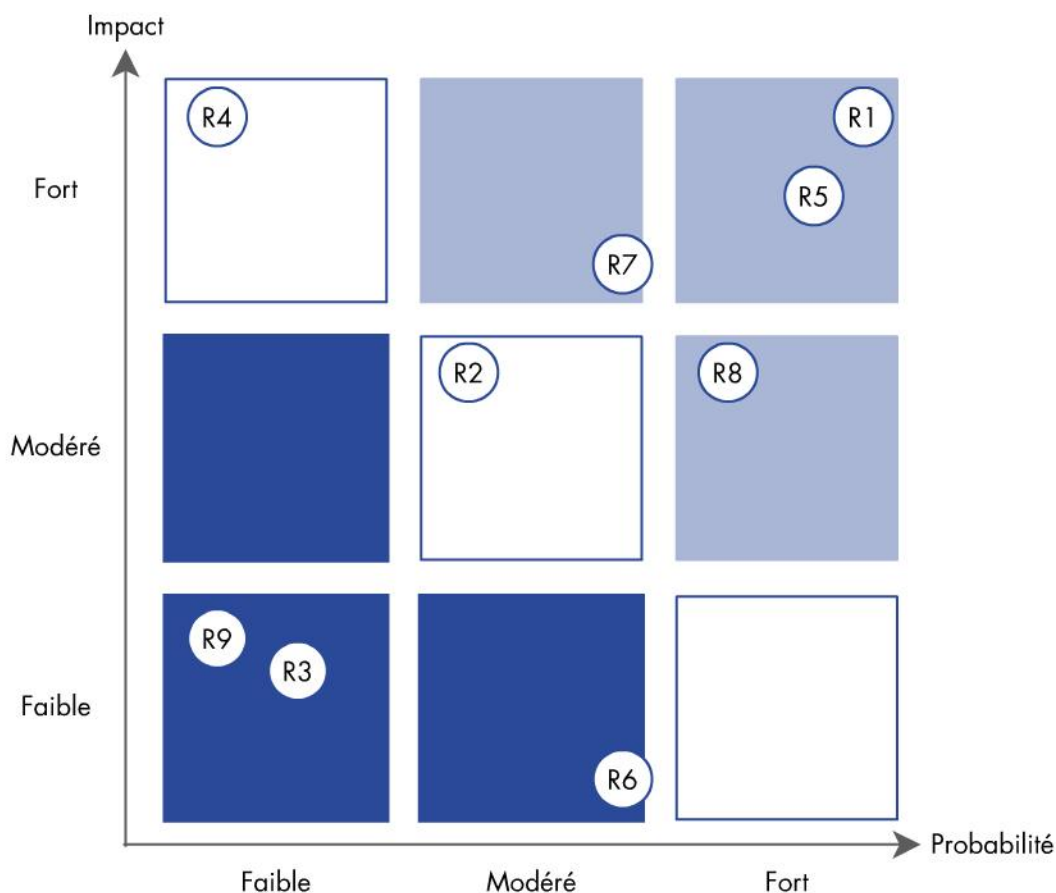 Impact
R4
R1
Fort
R5
R7
R2
R8
Modéré
R9
R3
Faible
R6
Probabilité
Faible Modéré Fort